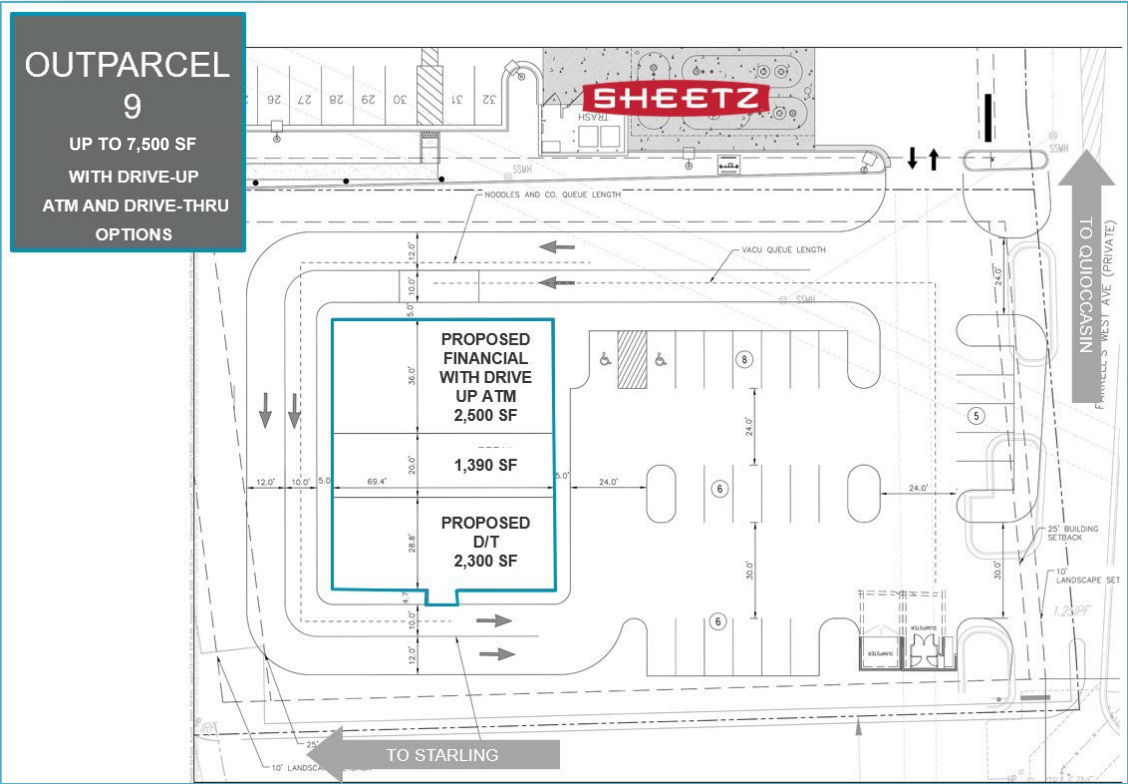 OUTPARCEL
9
UP TO 7,500 SF
WITH DRIVE-UP
ATM AND DRIVE-THRU
OPTIONS
26
27
28
29
30
31
32
TRASH
SHEETZ
SSMH
SSMH
NOODLES AND CO. QUEUE LENGTH
VACU QUEUE LENGTH
SSMH
TO QUIOCCASIN
FARRELL'S WEST AVE (PRIVATE)
12.0'
10.0'
5.0'
24.0'
PROPOSED
FINANCIAL
WITH DRIVE
UP ATM
2,500 SF
36.0'
8
24.0'
5
20.0'
1,390 SF
12.0'
10.0'
5.0
69.4'
5.0'
24.0'
6
24.0'
PROPOSED
D/T
2,300 SF
28.8'
30.0'
30.0'
25' BUILDING
SETBACK
10'
LANDSCAPE SET
4.7
10.0'
12.0'
6
DUMPSTER
DUMPSTER
1.25IPF
25'
TO STARLING
10' LANDSCA